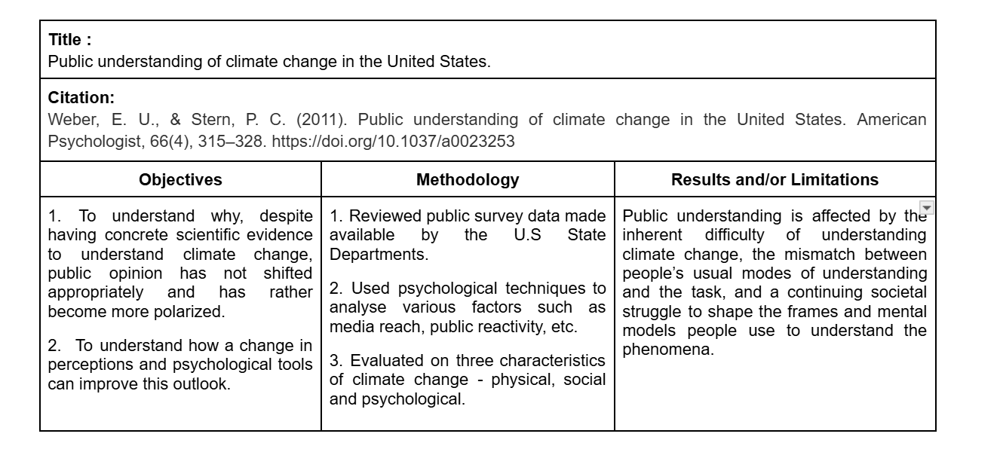 Title :
Public understanding of climate change in the United States.
Citation:
Weber, E. U., & Stern, P. C. (2011). Public understanding of climate change in the United States. American
Psychologist, 66(4), 315–328. https://doi.org/10.1037/a0023253
Objectives
Methodology
Results and/or Limitations
1. To understand why, despite
having concrete scientific evidence
to understand climate change,
public opinion has not shifted
appropriately and has rather
become more polarized.
2. To understand how a change in
perceptions and psychological tools
can improve this outlook.
1. Reviewed public survey data made
available by the U.S State
Departments.
2. Used psychological techniques to
analyse various factors such as
media reach, public reactivity, etc.
3. Evaluated on three characteristics
of climate change - physical, social
and psychological.
Public understanding is affected by the
inherent difficulty of understanding
climate change, the mismatch between
people’s usual modes of understanding
and the task, and a continuing societal
struggle to shape the frames and mental
models people use to understand the
phenomena.